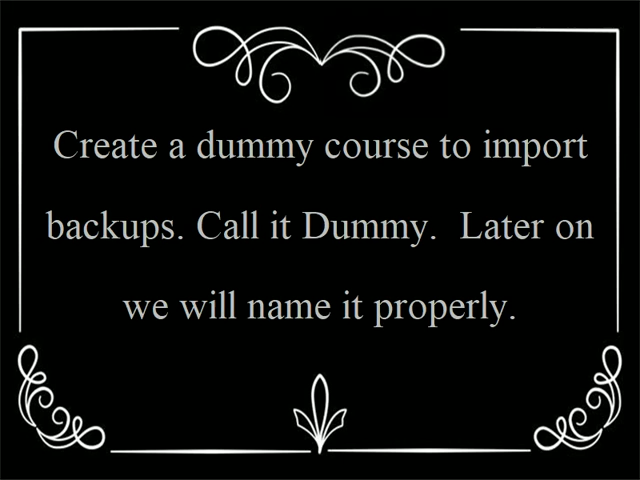 Create a dummy course to import
backups. Call it Dummy.  Later on
we will name it properly.